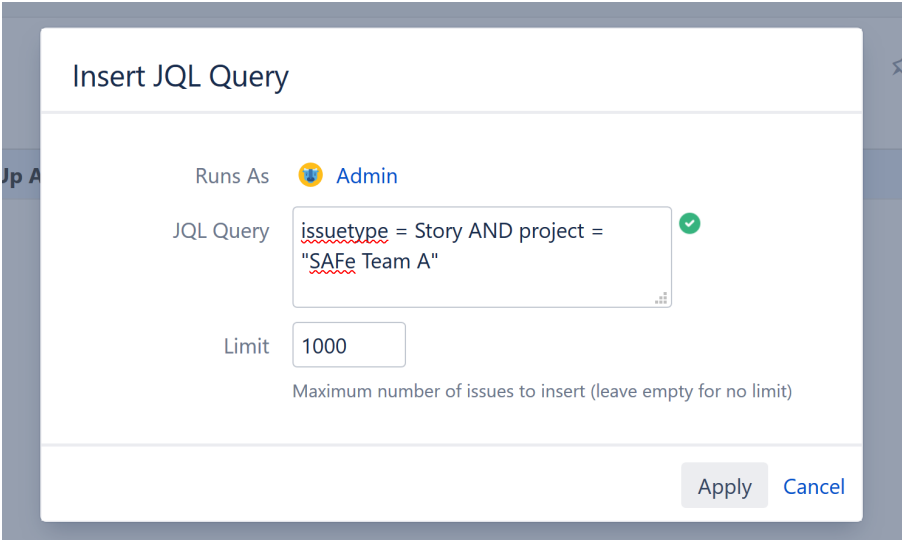 Insert JQL Query
Up A
Runs As Admin
JQL Query issuetype = Story AND project =
"SAFe Team A"
Limit 1000
Maximum number of issues to insert (leave empty for no limit)
Apply Cancel